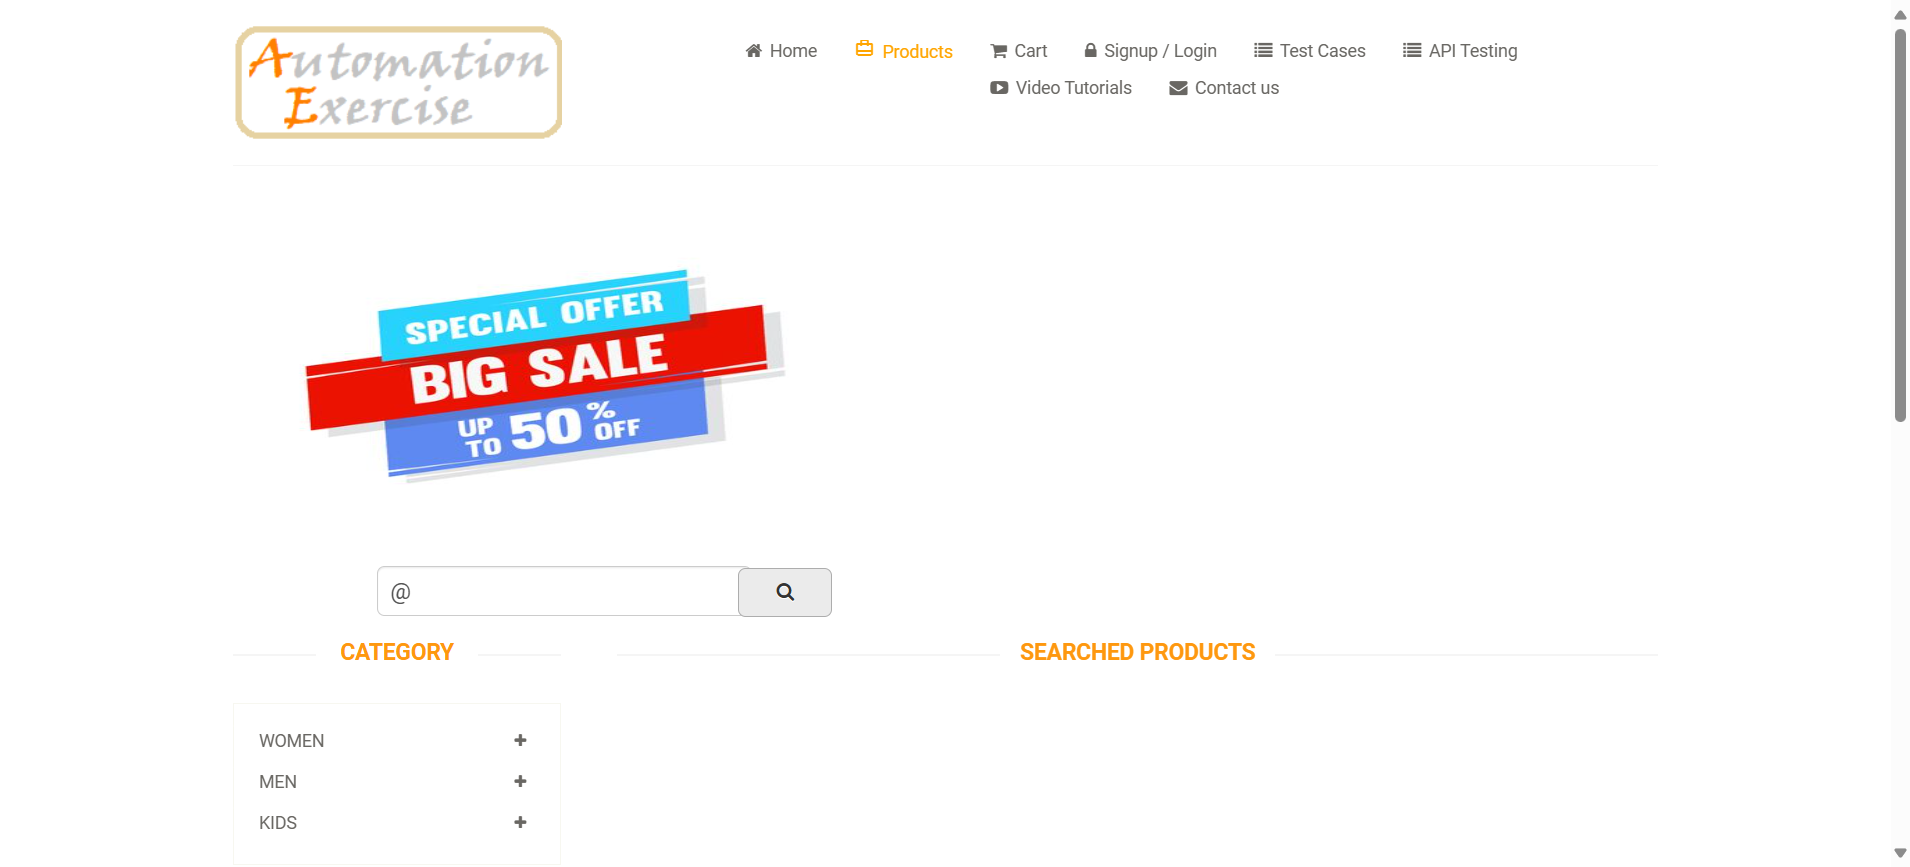 Automation
Exercise
Home Products Cart Signup / Login Test Cases API Testing
Video Tutorials Contact us
SPECIAL OFFER
BIG SALE
UP TO 50% OFF
@
CATEGORY
SEARCHED PRODUCTS
WOMEN
MEN
KIDS